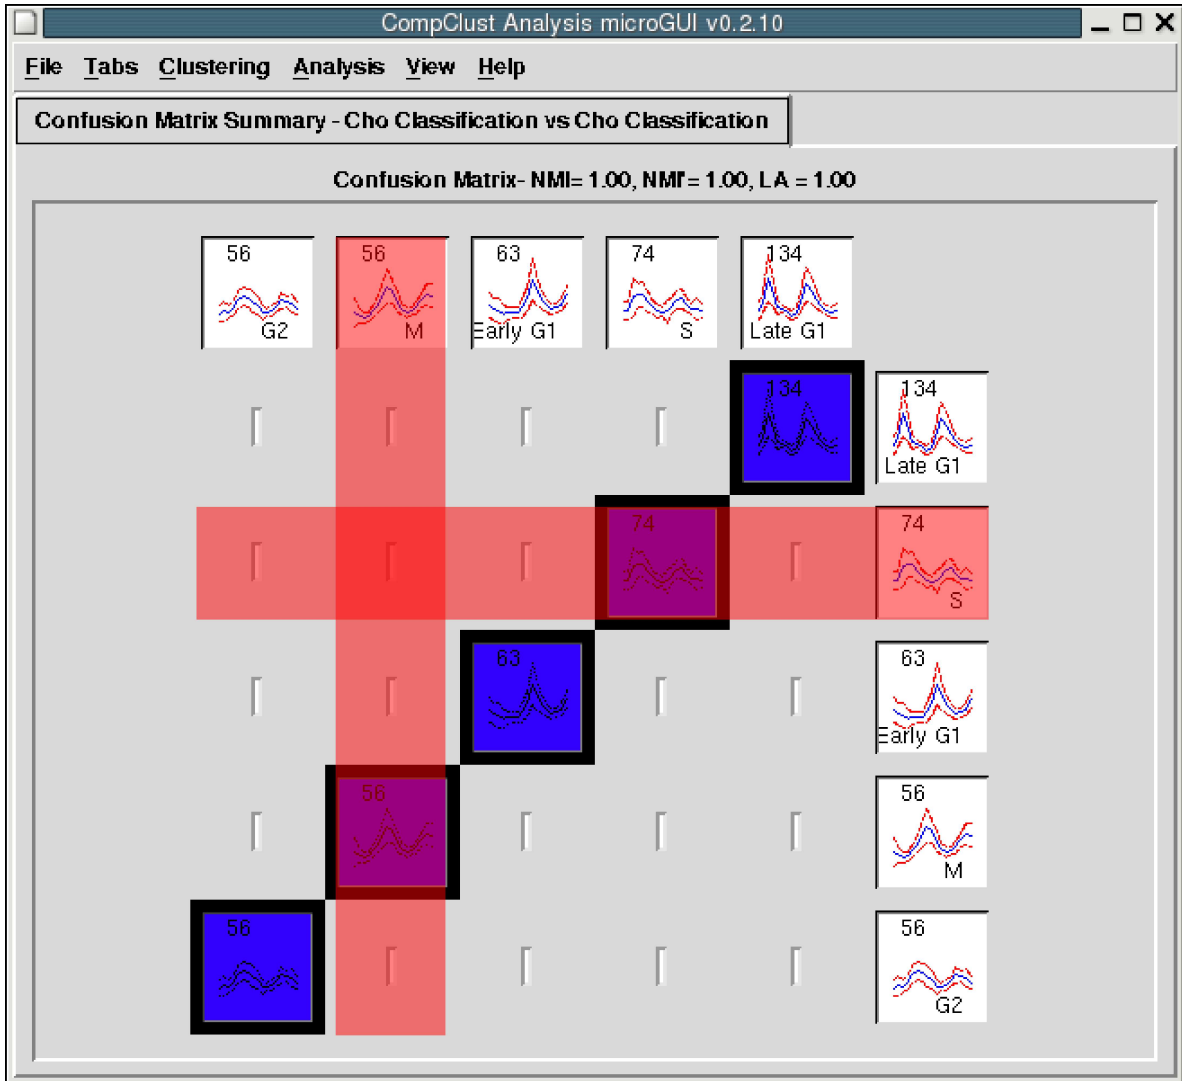 CompClust Analysis microGUI v0.2.10
File Tabs Clustering Analysis View Help
Confusion Matrix Summary - Cho Classification vs Cho Classification
Confusion Matrix- NMI= 1.00, NMI'= 1.00, LA = 1.00
56 56 63 74 134
G2 M Early G1 S Late G1
134 134
Late G1
74 74
S
63 63
Early G1
56 56
M
56 56
G2